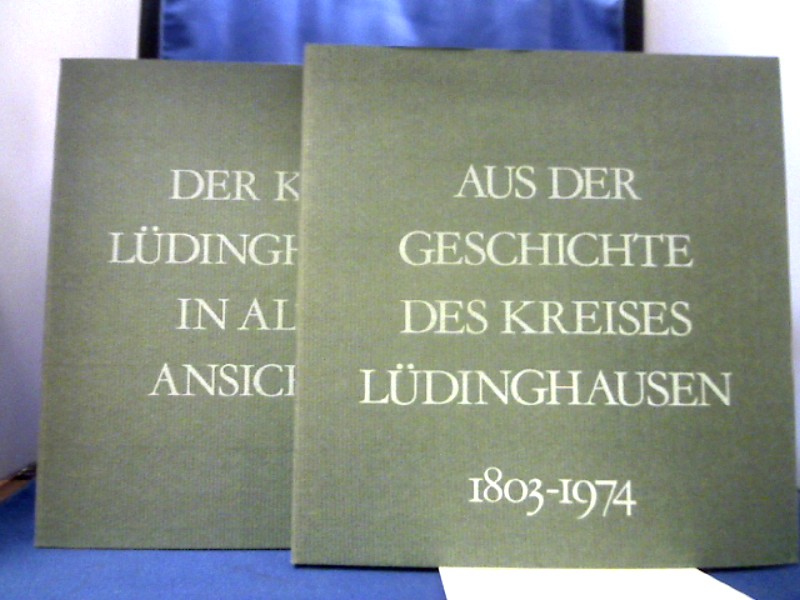 DER K
LÜDINGH
IN AL
ANSICH
AUS DER
GESCHICHTE
DES KREISES
LÜDINGHAUSEN
1803-1974